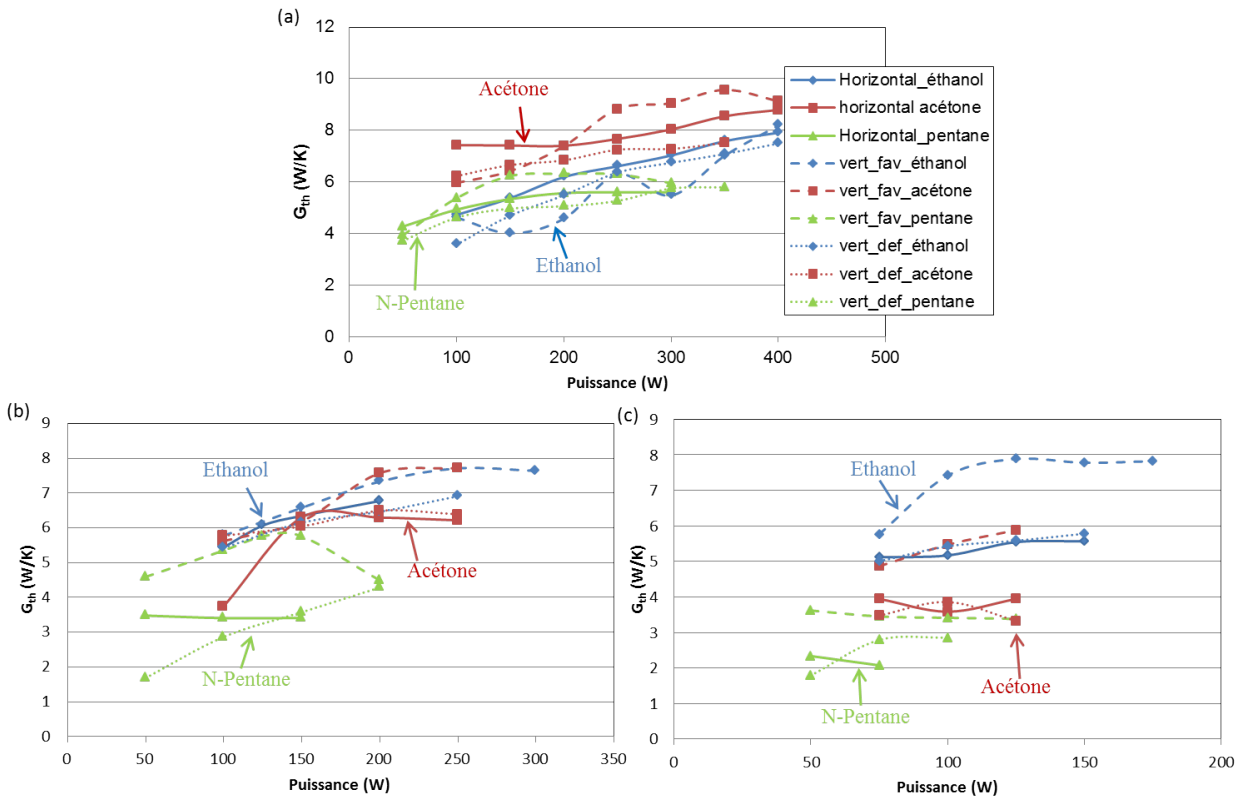 (a)
12
10
8
6
4
2
0
G_th (W/K)
Acétone
Ethanol
N-Pentane
0 100 200 300 400 500
Puissance (W)
Horizontal_éthanol
horizontal acétone
Horizontal_pentane
vert_fav_éthanol
vert_fav_acétone
vert_fav_pentane
vert_def_éthanol
vert_def_acétone
vert_def_pentane
(b)
9
8
7
6
5
4
3
2
1
0
G_th (W/K)
Ethanol
Acétone
N-Pentane
0 50 100 150 200 250 300 350
Puissance (W)
(c)
9
8
7
6
5
4
3
2
1
0
G_th (W/K)
Ethanol
Acétone
N-Pentane
0 50 100 150 200
Puissance (W)